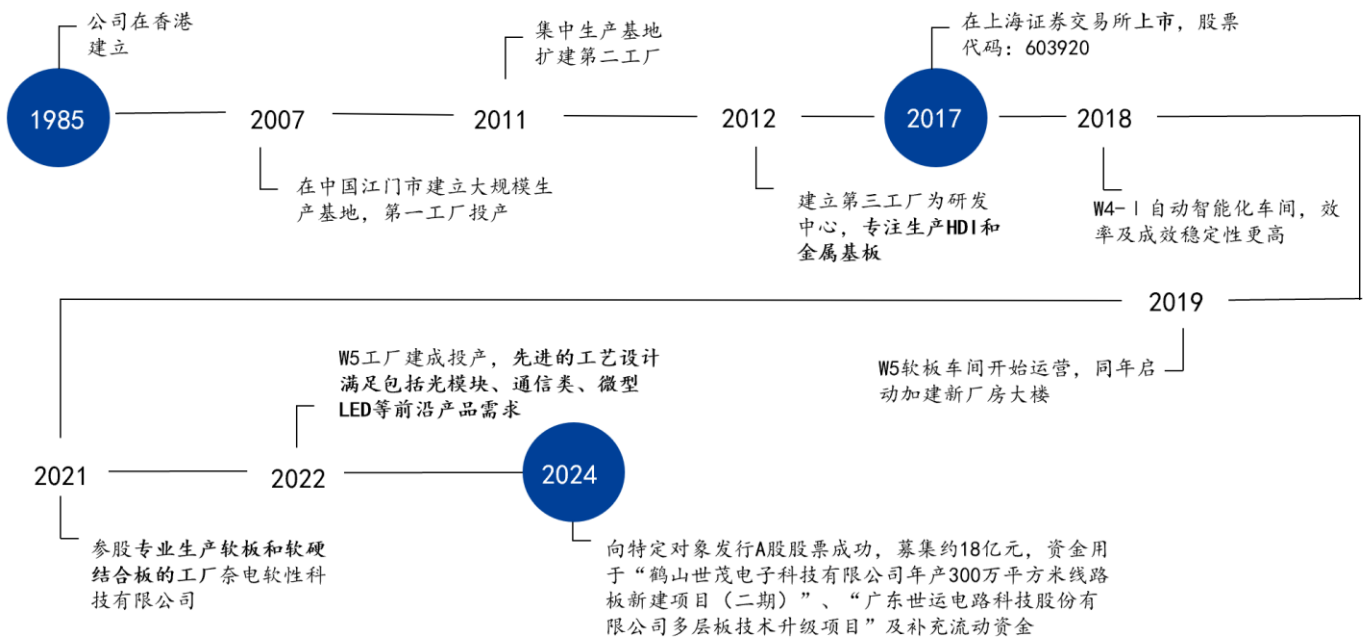 公司在香港
建立
1985
2007
在中国江门市建立大规模生
产基地，第一工厂投产
集中生产基地
扩建第二工厂
2011
2012
建立第三工厂为研发
中心，专注生产HDI和
金属基板
在上海证券交易所上市，股票
代码：603920
2017
2018
W4-Ⅰ自动智能化车间，效
率及成效稳定性更高
2019
W5软板车间开始运营，同年启
动加建新厂房大楼
2021
参股专业生产软板和软硬
结合板的工厂奈电软性科
技有限公司
W5工厂建成投产，先进的工艺设计
满足包括光模块、通信类、微型
LED等前沿产品需求
2022
2024
向特定对象发行A股股票成功，募集约18亿元，资金用
于“鹤山世茂电子科技有限公司年产300万平方米线路
板新建项目（二期）”、“广东世运电路科技股份有
限公司多层板技术升级项目”及补充流动资金